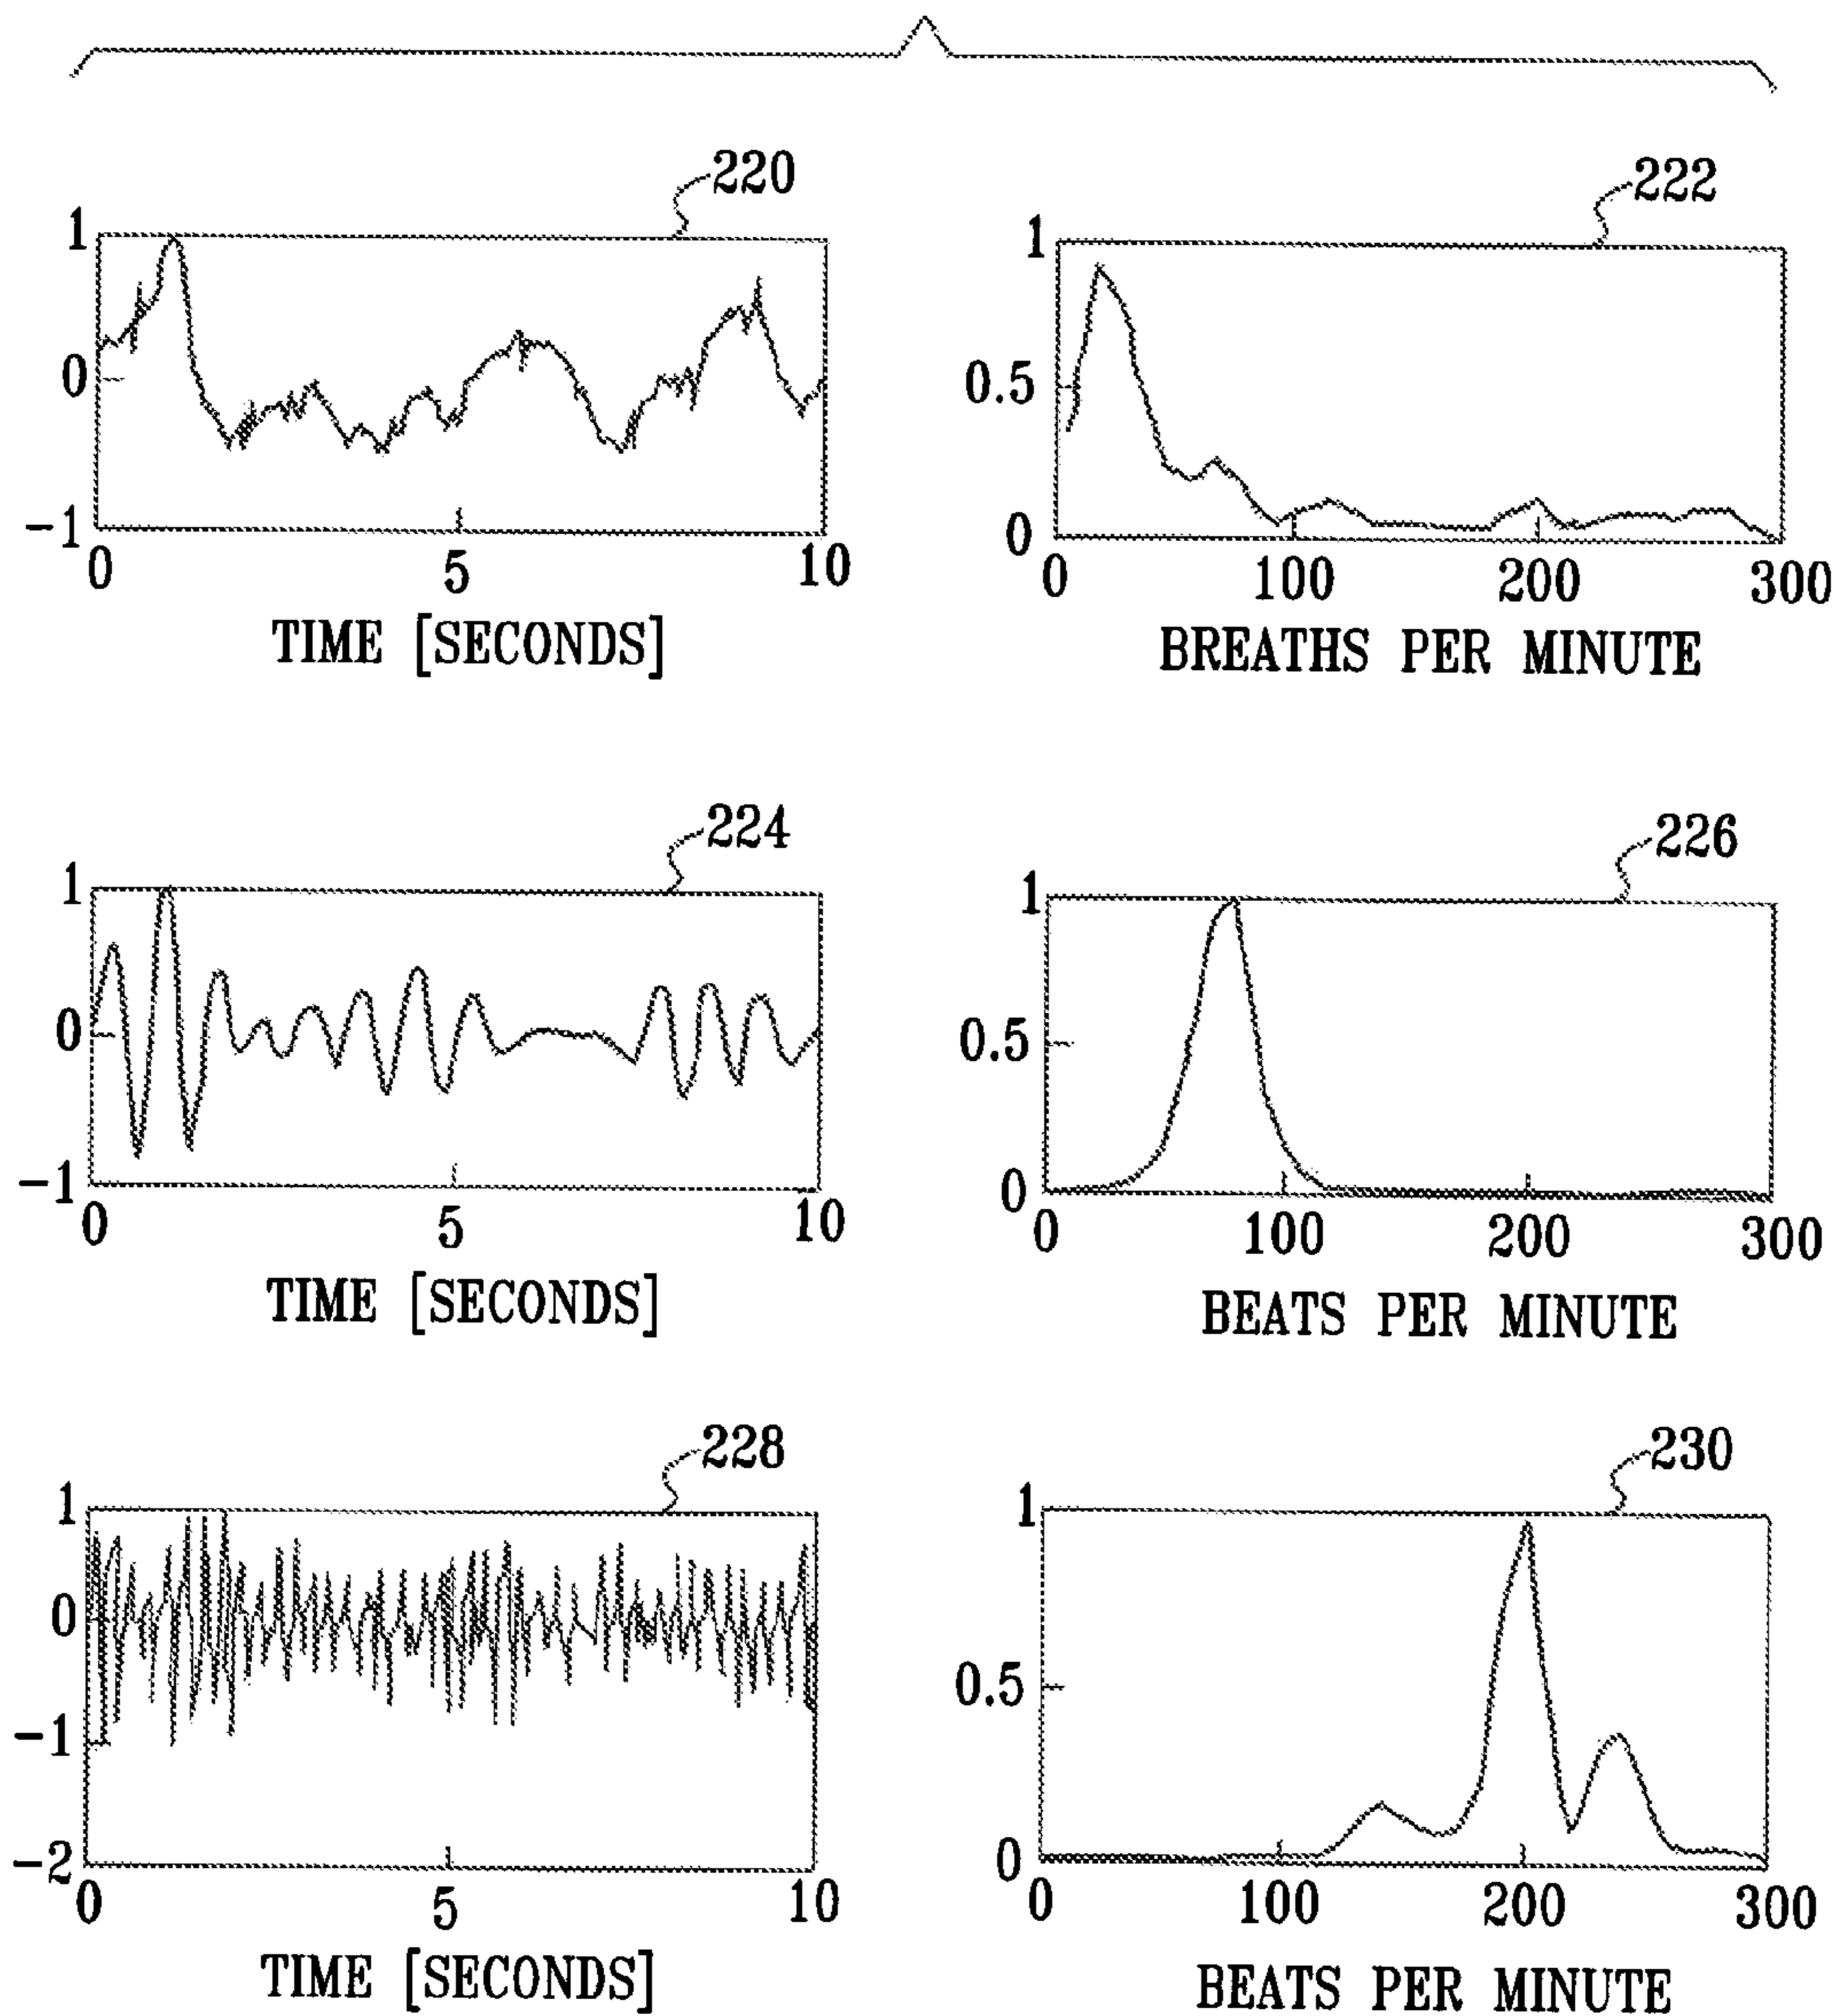 220
1
0
-1
0 5 10
TIME [SECONDS]
222
1
0.5
0
0 100 200 300
BREATHS PER MINUTE
224
1
0
-1
0 5 10
TIME [SECONDS]
226
1
0.5
0
0 100 200 300
BEATS PER MINUTE
228
1
0
-1
-2
0 5 10
TIME [SECONDS]
230
1
0.5
0
0 100 200 300
BEATS PER MINUTE